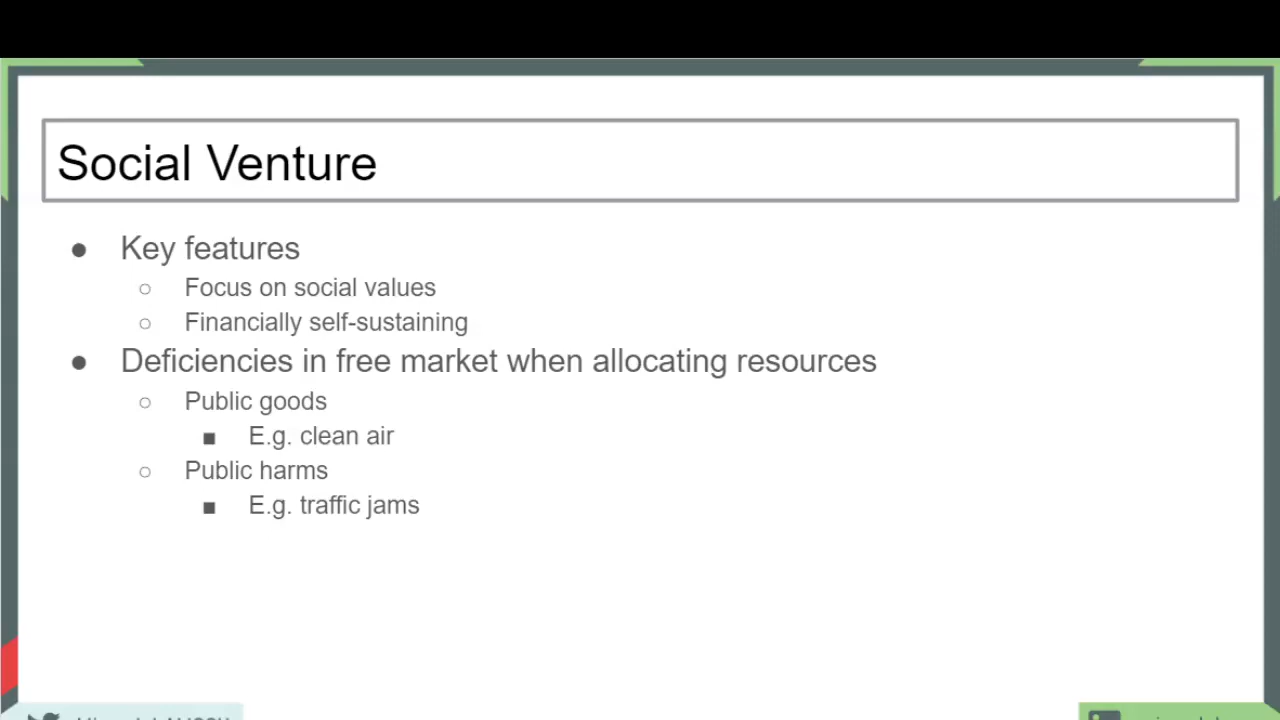 Social Venture
● Key features
○ Focus on social values
○ Financially self-sustaining
● Deficiencies in free market when allocating resources
○ Public goods
■ E.g. clean air
○ Public harms
■ E.g. traffic jams